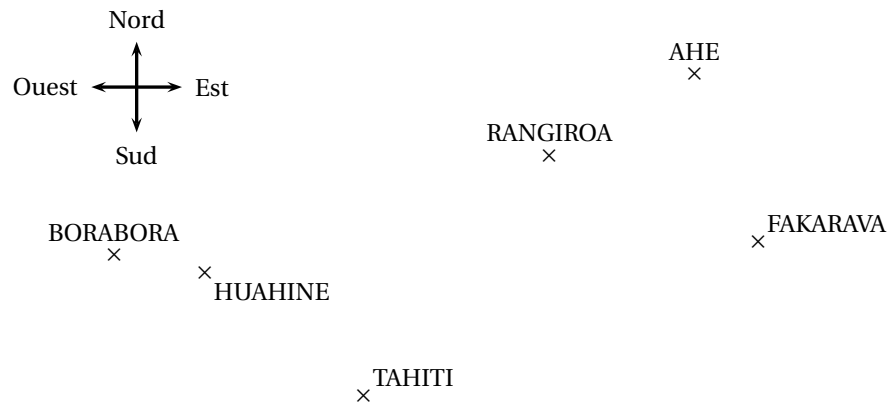 Nord
AHE
Ouest
Est
RANGIROA
Sud
FAKARAVA
BORABORA
HUAHINE
TAHITI